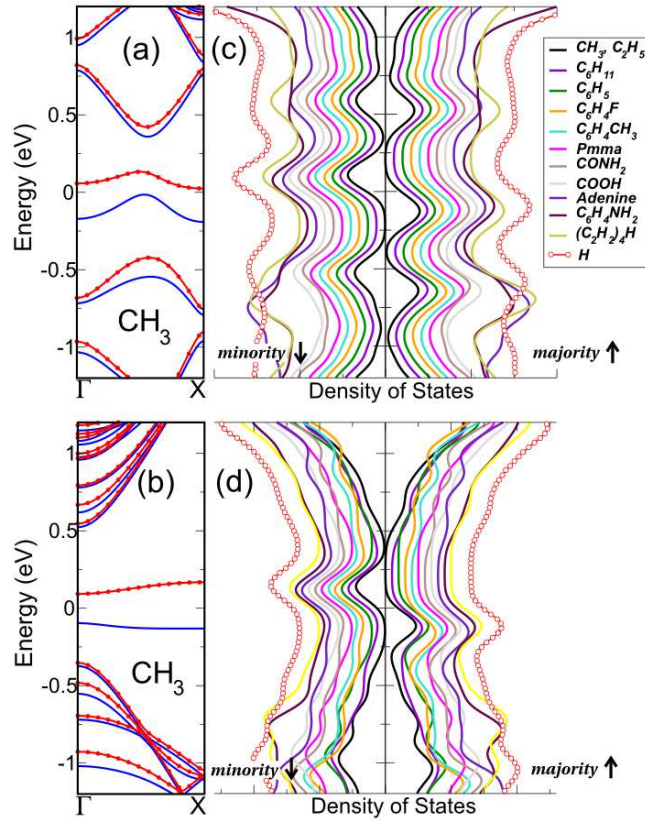 (a)
(c)
1
0.5
0
-0.5
-1
Energy (eV)
CH3
Γ
X
minority ↓
majority ↑
Density of States
CH3, C2H5
C6H11
C6H5
C6H4F
C6H4CH3
Pmma
CONH2
COOH
Adenine
C6H4NH2
(C2H2)4H
H
(b)
(d)
1
0.5
0
-0.5
-1
Energy (eV)
CH3
Γ
X
minority ↓
majority ↑
Density of States